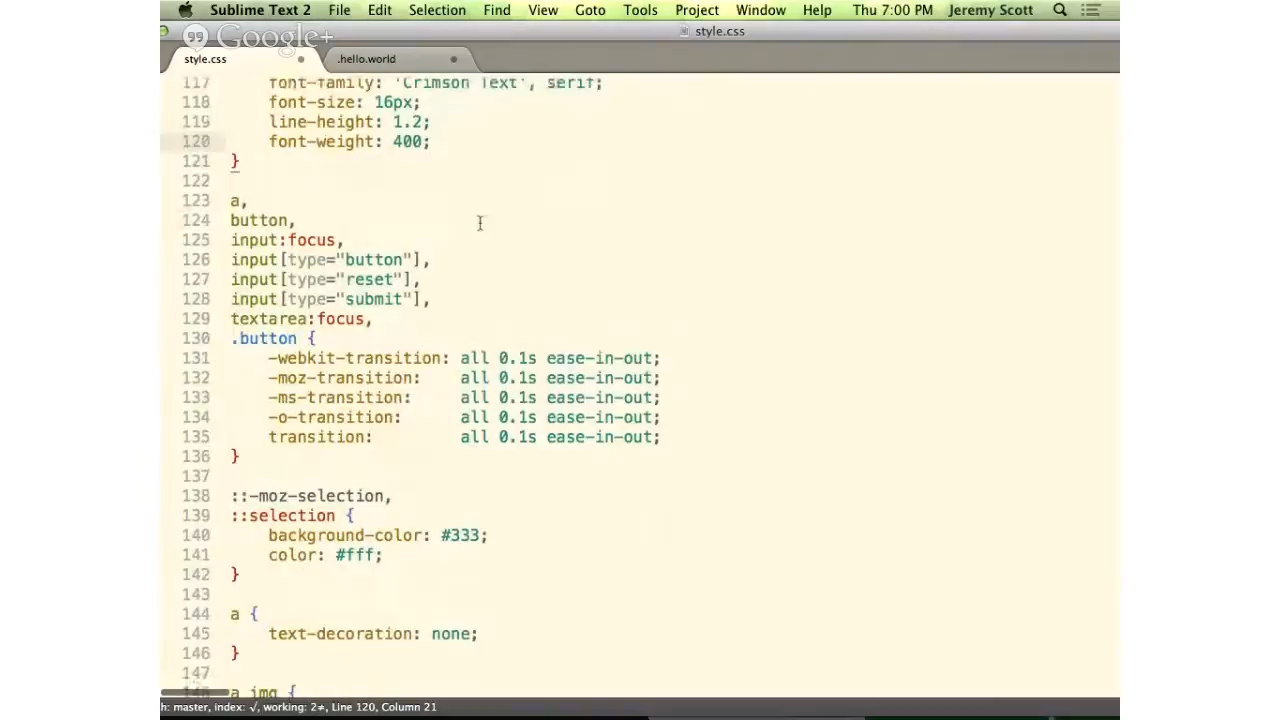 Sublime Text 2 File Edit Selection Find View Goto Tools Project Window Help Thu 7:00 PM Jeremy Scott
Google+
style.css
style.css
.hello.world
117 font-family: 'Crimson Text', serif;
118 font-size: 16px;
119 line-height: 1.2;
120 font-weight: 400;
121 }
122
123 a,
124 button,
125 input:focus,
126 input[type="button"],
127 input[type="reset"],
128 input[type="submit"],
129 textarea:focus,
130 .button {
131 -webkit-transition: all 0.1s ease-in-out;
132 -moz-transition: all 0.1s ease-in-out;
133 -ms-transition: all 0.1s ease-in-out;
134 -o-transition: all 0.1s ease-in-out;
135 transition: all 0.1s ease-in-out;
136 }
137
138 ::-moz-selection,
139 ::selection {
140 background-color: #333;
141 color: #fff;
142 }
143
144 a {
145 text-decoration: none;
146 }
147
148 a img {
h: master, index: √, working: 2≠, Line 120, Column 21